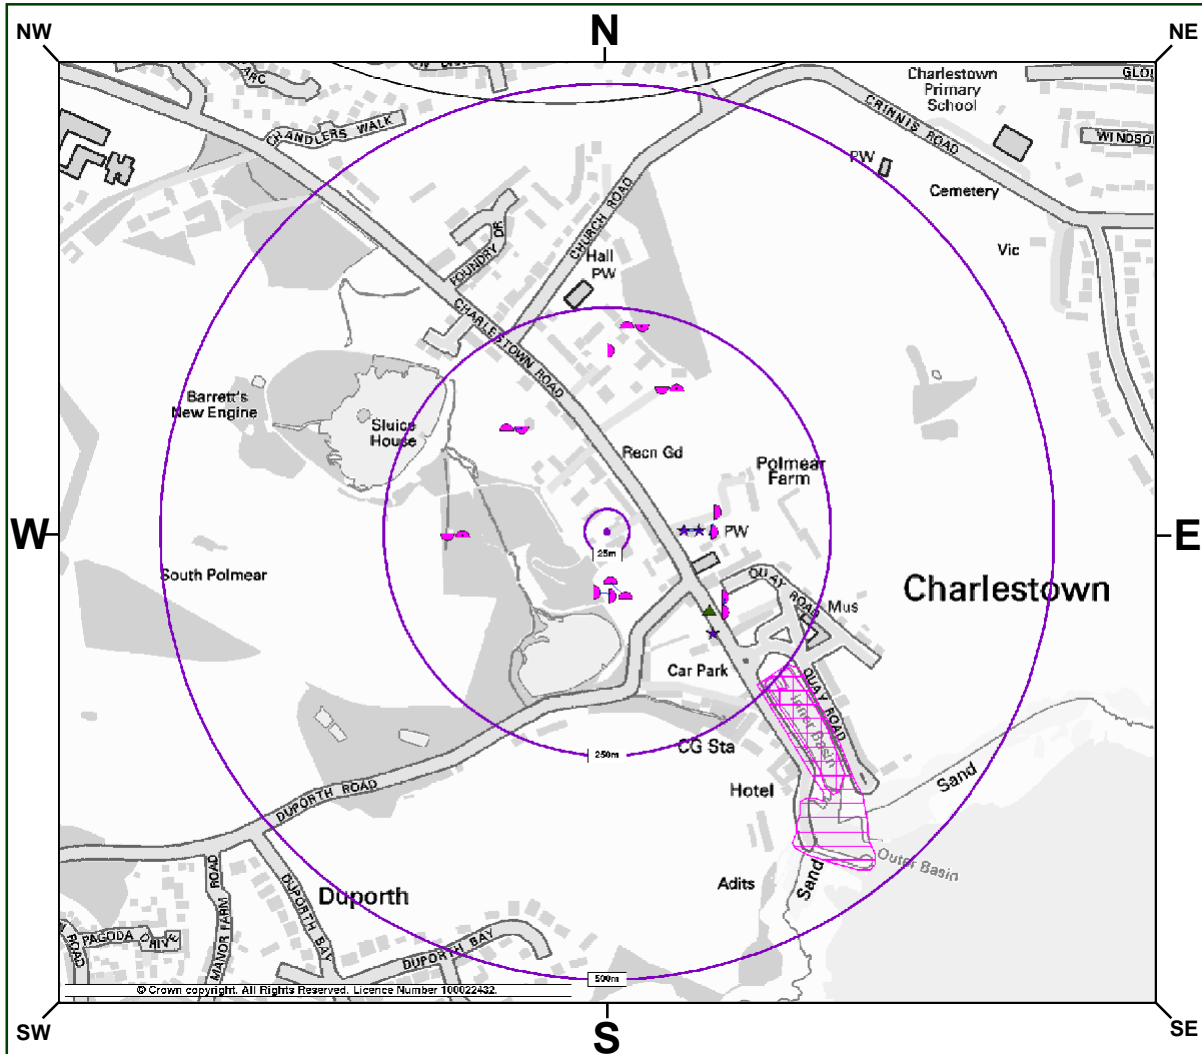 NW
N
NE
ARC
Charlestown
Primary
School
CHANDLERS WALK
CRINNIS ROAD
PW
Cemetery
CHURCH ROAD
FOUNDRY DR
Hall
PW
Vic
CHARLESTOWN ROAD
Barrett's
New Engine
Sluice
House
Recn Gd
Polmear
Farm
W
PW
E
25m
South Polmear
QUAY ROAD
Charlestown
Mus
Car Park
QUAY ROAD
Inner Basin
CG Sta
250m
Hotel
Sand
DUPORTH ROAD
Outer Basin
Adits
Sand
Duporth
MANOR FARM ROAD
DUPORTH BAY
PAGODA DRIVE
ROAD
DUPORTH BAY
500m
© Crown copyright. All Rights Reserved. Licence Number 100022432.
SW
S
SE